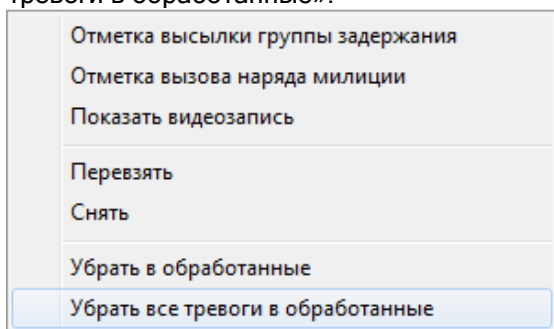 тревоги в обработанные».
Отметка высылки группы задержания
Отметка вызова наряда милиции
Показать видеозапись
Перевзять
Снять
Убрать в обработанные
Убрать все тревоги в обработанные